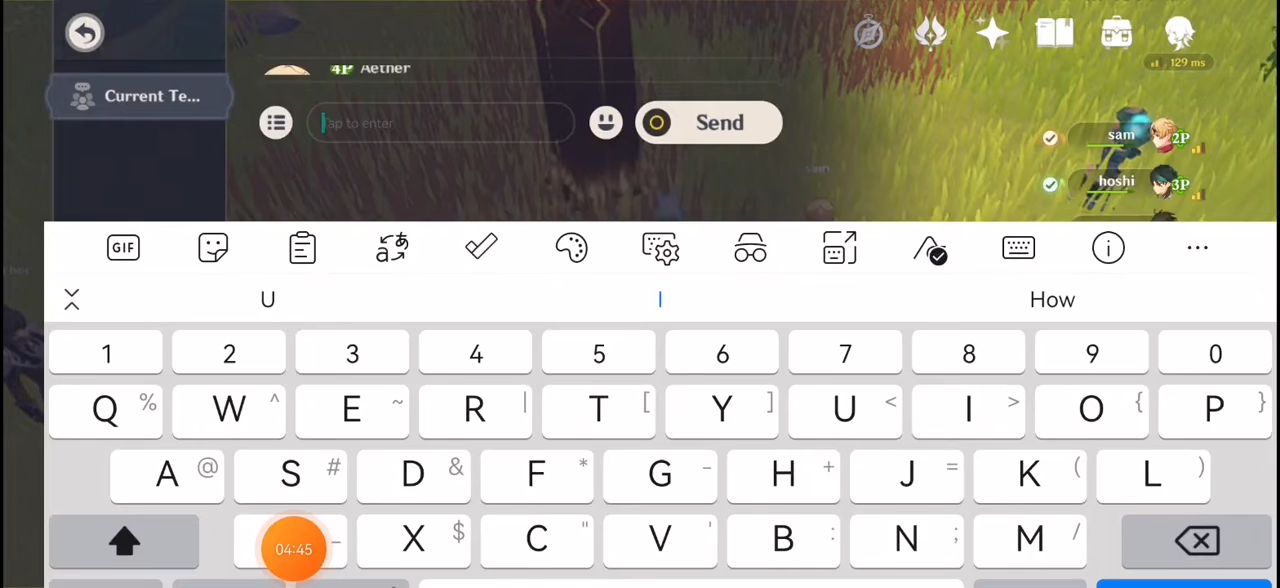 4P Aether
129 ms
Current Te...
Tap to enter
Send
sam 2P
hoshi 3P
GIF
U I How
1 2 3 4 5 6 7 8 9 0
Q % W ^ E ~ R | T [ Y ] U < I > O { P }
A @ S # D & F * G - H + J = K ( L )
04:45 - X $ C " V ' B : N ; M /